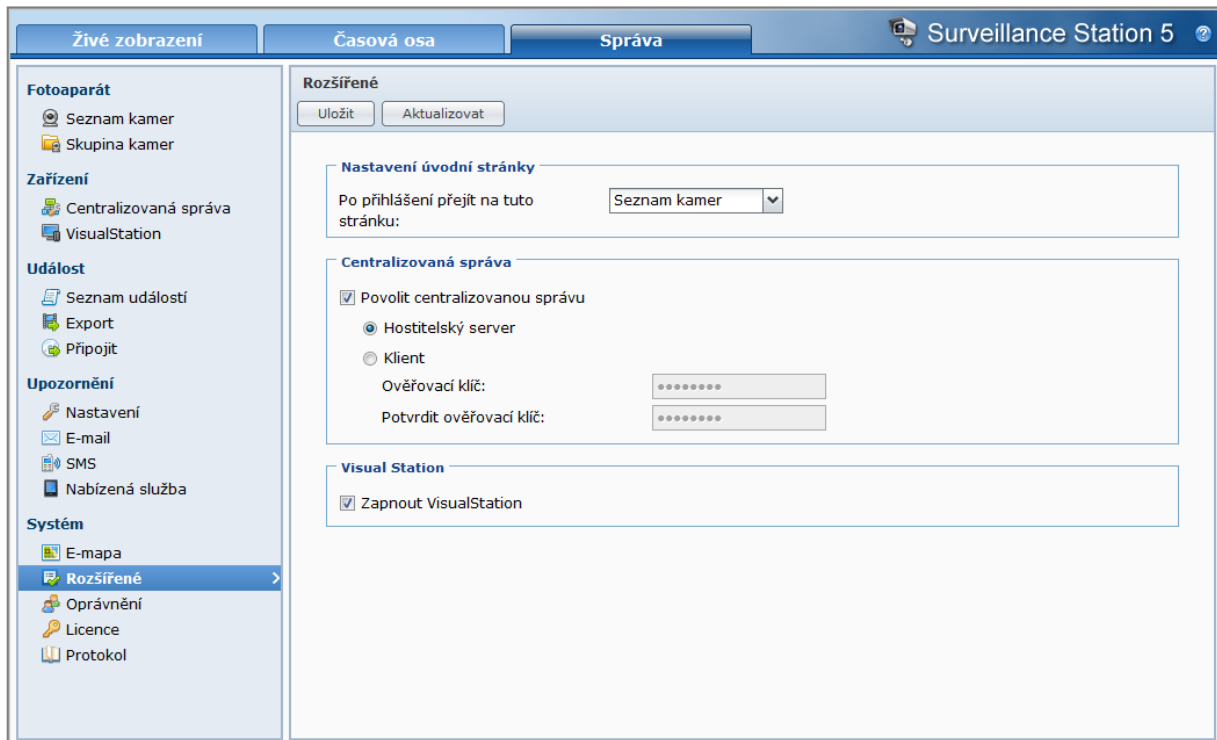 Živé zobrazení
Časová osa
Správa
Surveillance Station 5
?
Fotoaparát
Seznam kamer
Skupina kamer
Zařízení
Centralizovaná správa
VisualStation
Událost
Seznam událostí
Export
Připojit
Upozornění
Nastavení
E-mail
SMS
Nabízená služba
Systém
E-mapa
Rozšířené
Oprávnění
Licence
Protokol
Rozšířené
Uložit
Aktualizovat
Nastavení úvodní stránky
Po přihlášení přejít na tuto
stránku:
Seznam kamer
Centralizovaná správa
Povolit centralizovanou správu
Hostitelský server
Klient
Ověřovací klíč:
Potvrdit ověřovací klíč:
Visual Station
Zapnout VisualStation